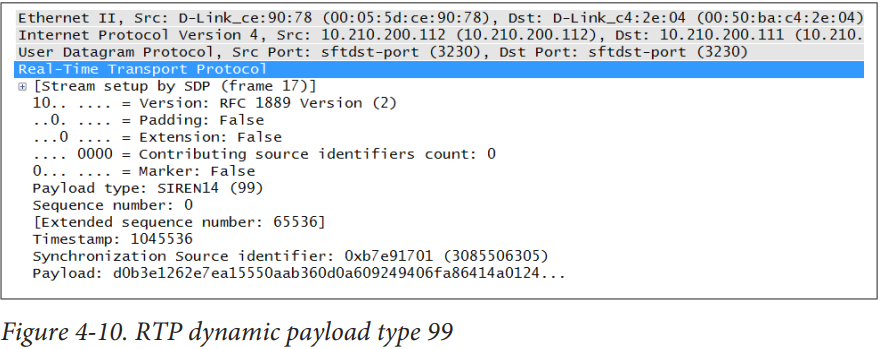 Ethernet II, Src: D-Link_ce:90:78 (00:05:5d:ce:90:78), Dst: D-Link_c4:2e:04 (00:50:ba:c4:2e:04)
Internet Protocol Version 4, Src: 10.210.200.112 (10.210.200.112), Dst: 10.210.200.111 (10.210.
User Datagram Protocol, Src Port: sftdst-port (3230), Dst Port: sftdst-port (3230)
Real-Time Transport Protocol
[Stream setup by SDP (frame 17)]
10.. .... = Version: RFC 1889 Version (2)
..0. .... = Padding: False
...0 .... = Extension: False
.... 0000 = Contributing source identifiers count: 0
0... .... = Marker: False
Payload type: SIREN14 (99)
Sequence number: 0
[Extended sequence number: 65536]
Timestamp: 1045536
Synchronization Source identifier: 0xb7e91701 (3085506305)
Payload: d0b3e1262e7ea15550aab360d0a609249406fa86414a0124...
Figure 4-10. RTP dynamic payload type 99